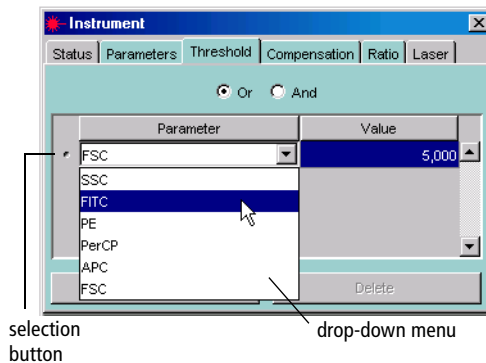 Instrument
Status Parameters Threshold Compensation Ratio Laser
Or And
Parameter Value
FSC 5,000
SSC
FITC
PE
PerCP
APC
FSC
Delete
selection
button
drop-down menu